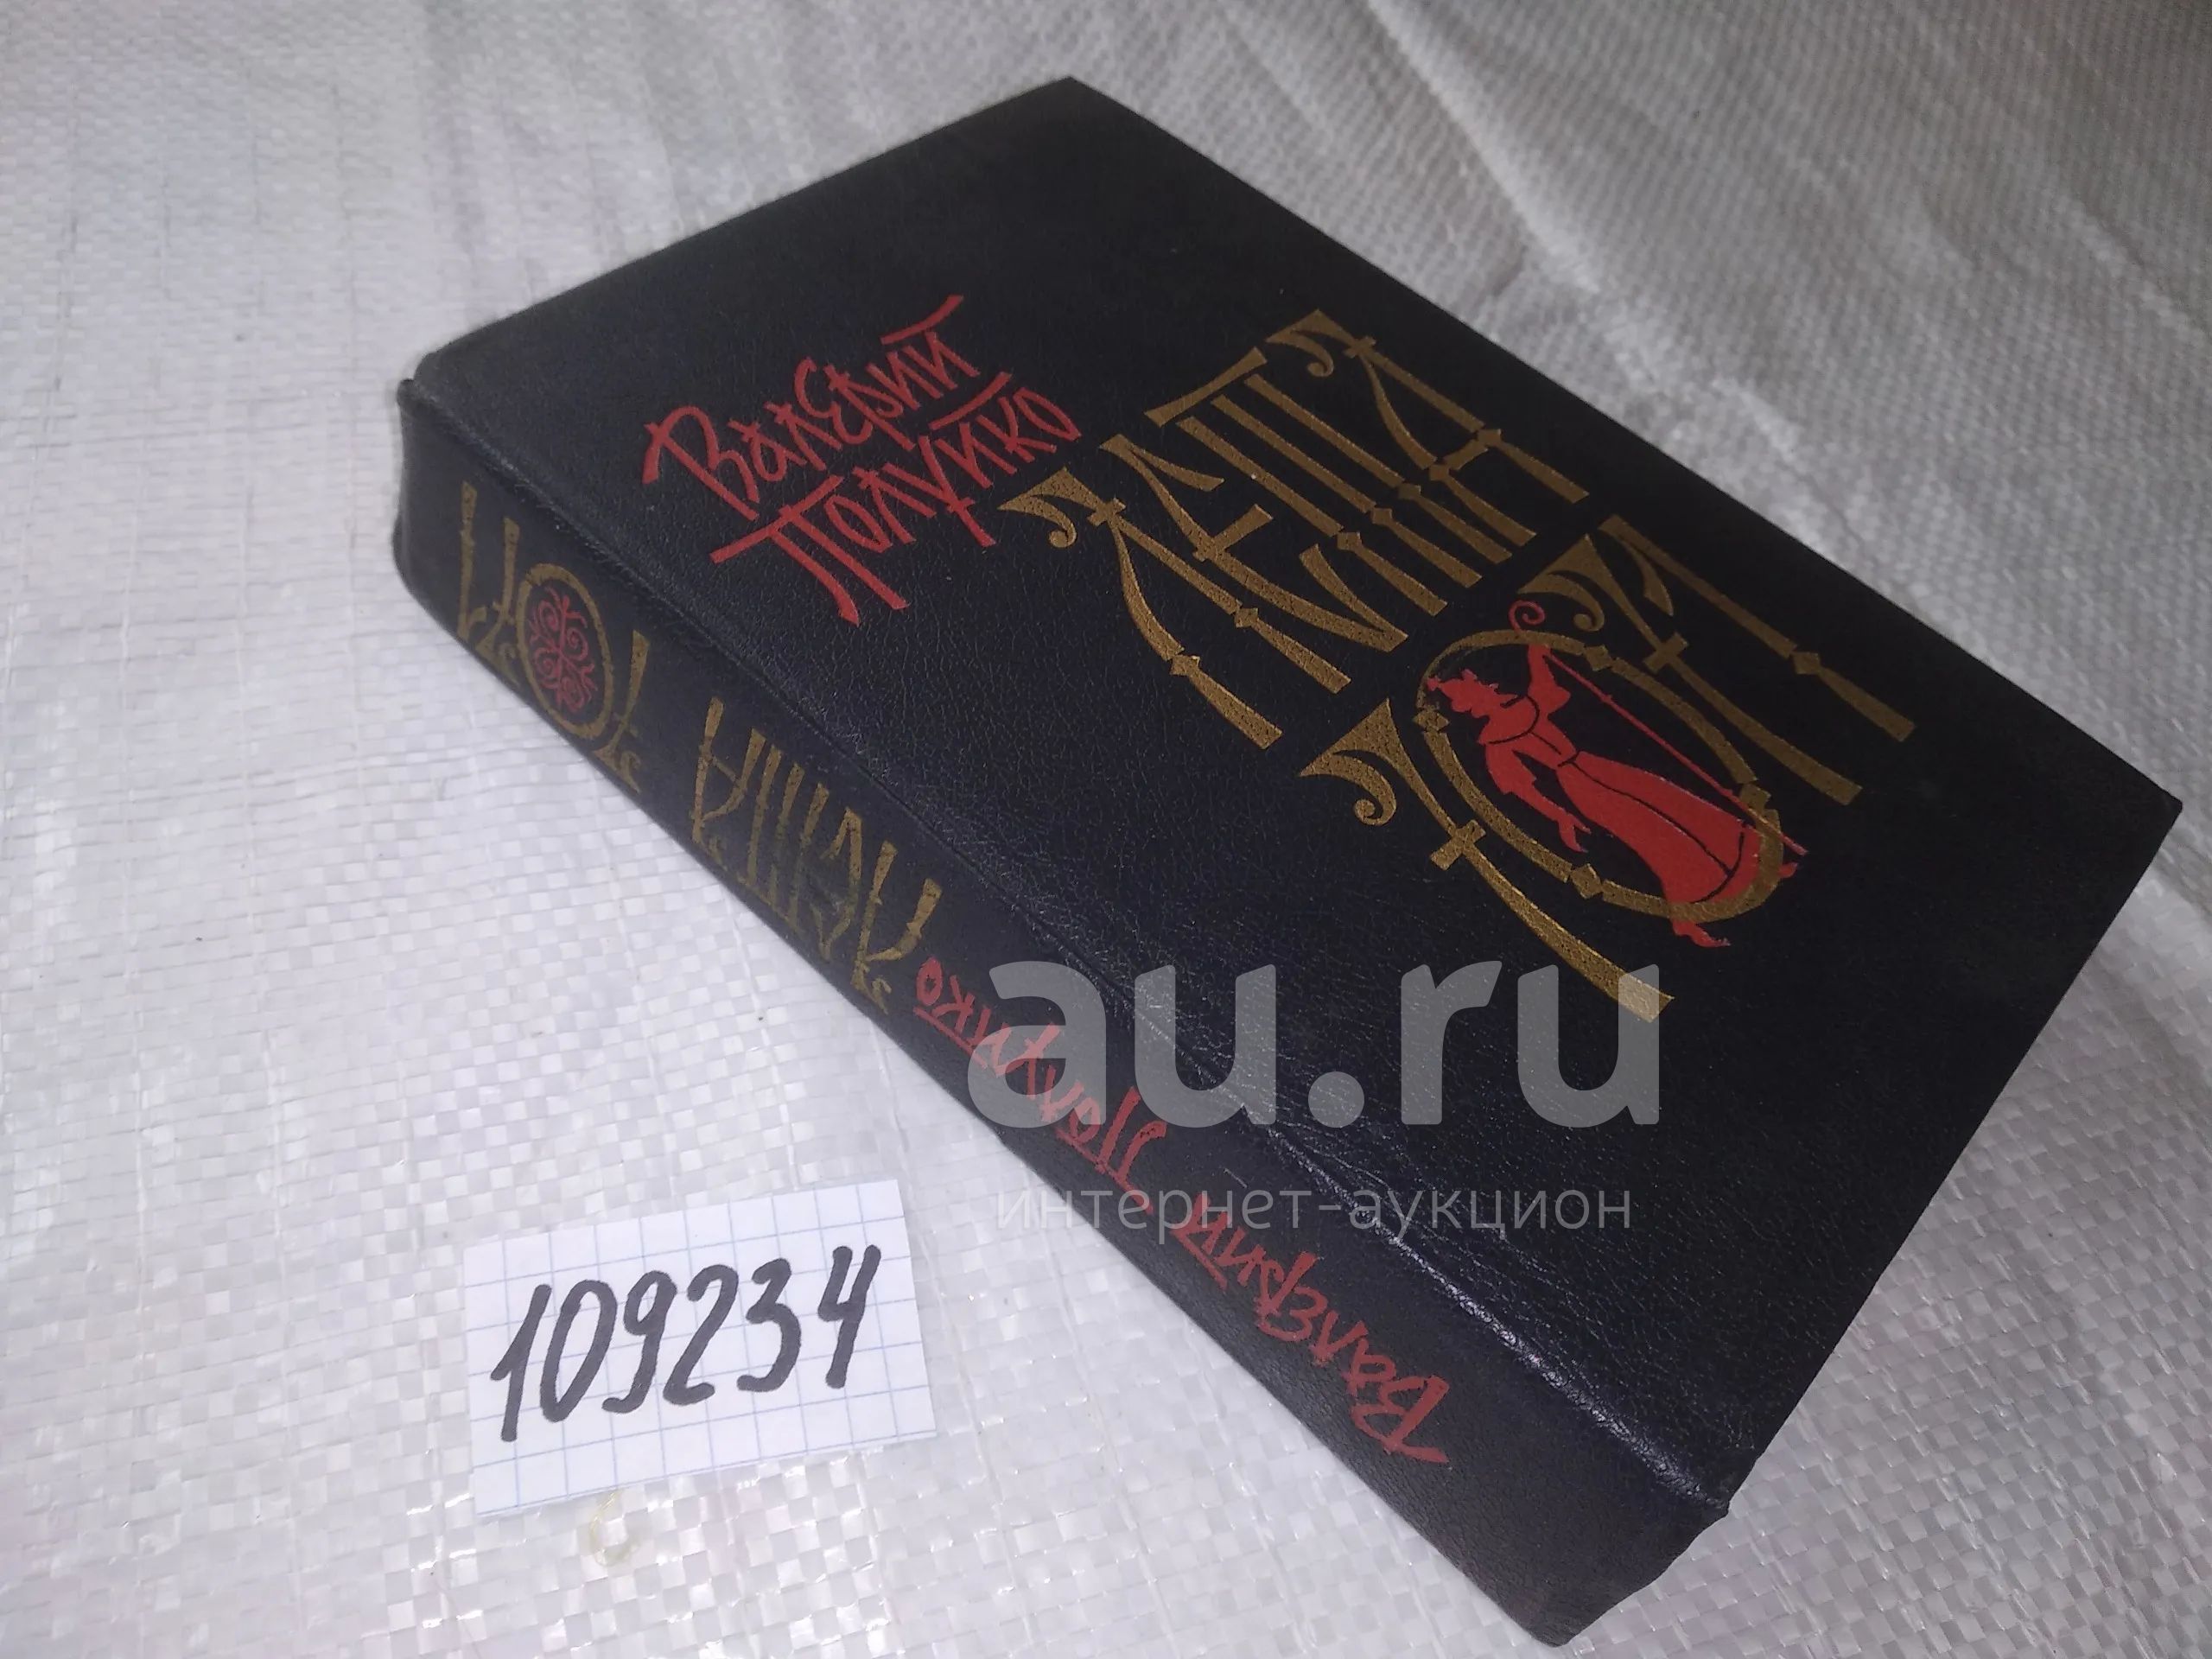 Валерий
Полуйко
ЛЕТА
7071
Валерий Полуйко ЛЕТА 7071
109234
au.ru
интернет-аукцион